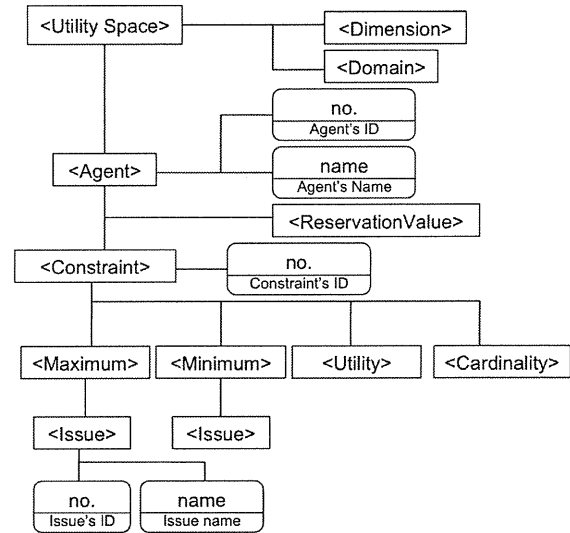 <Utility Space>
<Dimension>
<Domain>
no.
Agent's ID
<Agent>
name
Agent's Name
<ReservationValue>
<Constraint>
no.
Constraint's ID
<Maximum>
<Minimum>
<Utility>
<Cardinality>
<Issue>
<Issue>
no.
Issue's ID
name
Issue name